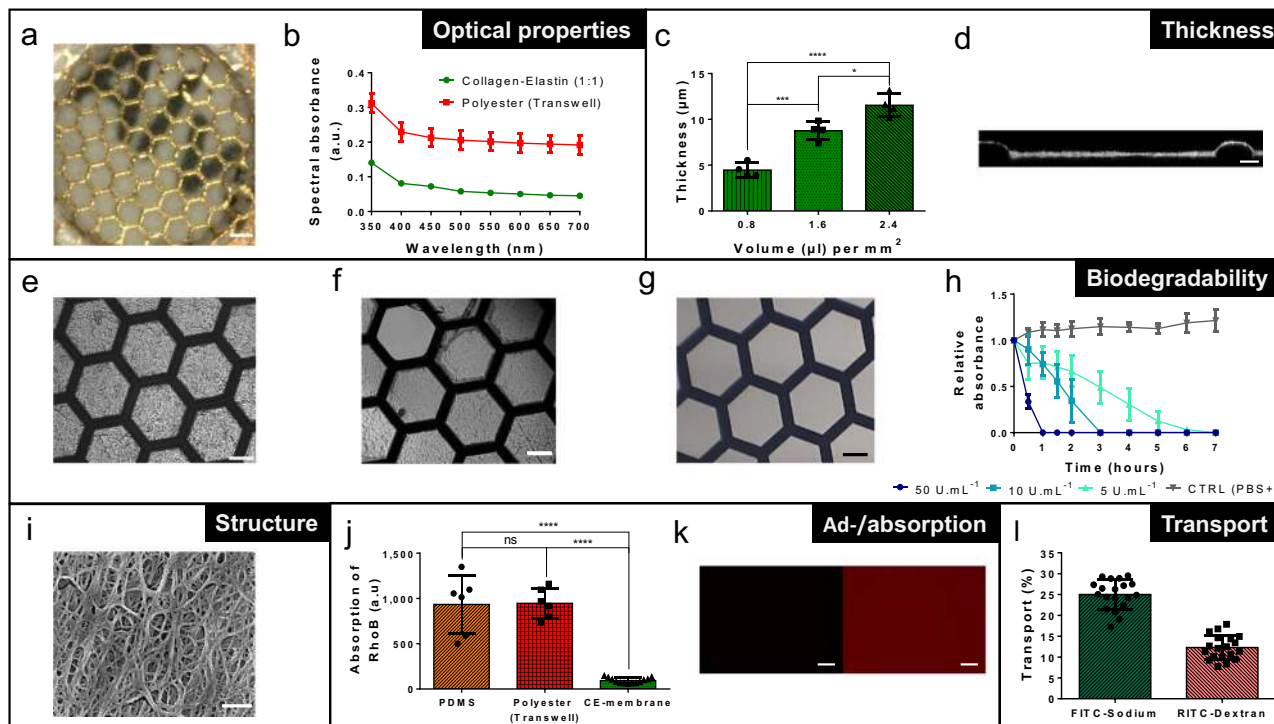 a
b
Optical properties
Spectral absorbance
(a.u.)
0.4
0.3
0.2
0.1
0.0
Collagen-Elastin (1:1)
Polyester (Transwell)
350 400 450 500 550 600 650 700
Wavelength (nm)
c
Thickness (µm)
15
10
5
0
****
***
*
0.8 1.6 2.4
Volume (µl) per mm²
d
Thickness
e
f
g
h
Biodegradability
Relative
absorbance
1.5
1.0
0.5
0.0
0 1 2 3 4 5 6 7
Time (hours)
50 U.mL⁻¹ 10 U.mL⁻¹ 5 U.mL⁻¹ CTRL (PBS+
i
Structure
j
Absorption of
RhoB (a.u)
1,500
1,000
500
0
****
ns
****
PDMS Polyester CE-membrane
(Transwell)
k
Ad-/absorption
l
Transport
Transport (%)
35
30
25
20
15
10
5
0
FITC-Sodium RITC-Dextran